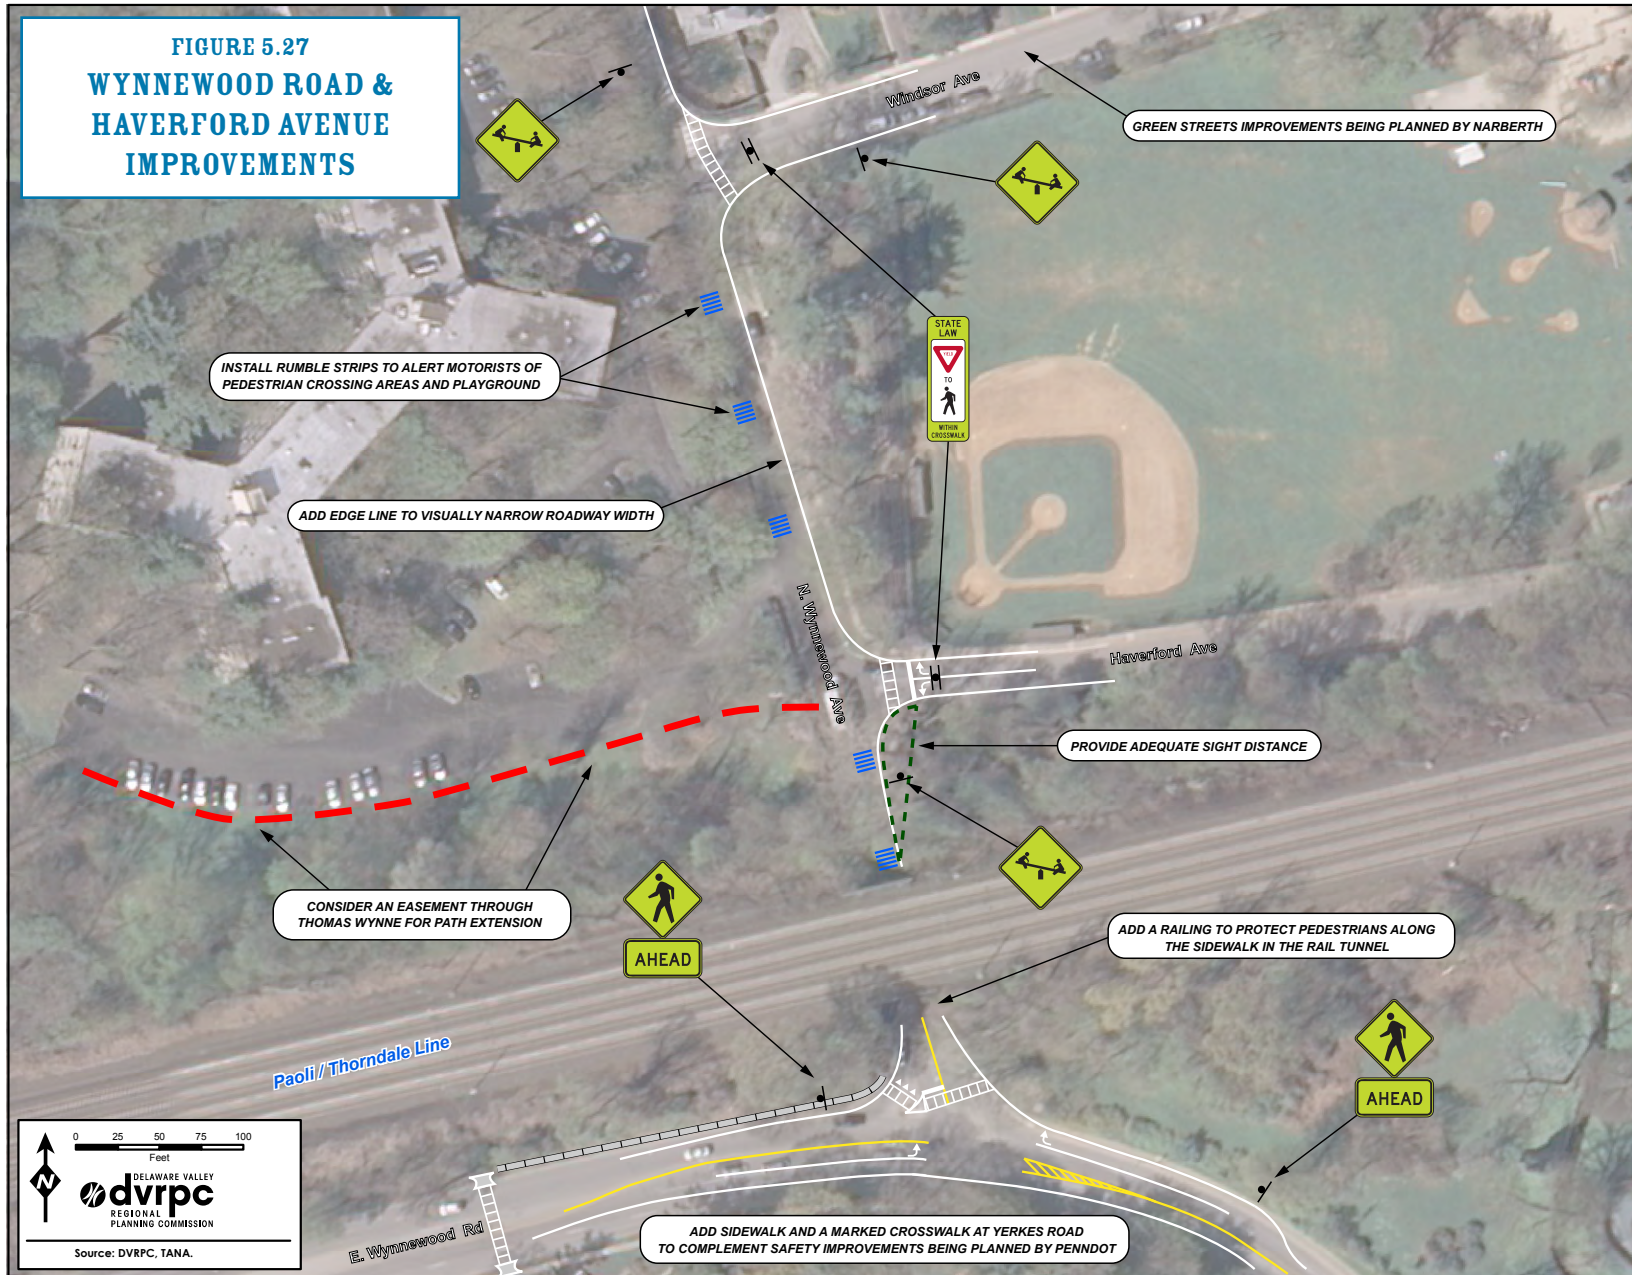 FIGURE 5.27
WYNNEWOOD ROAD &
HAVERFORD AVENUE
IMPROVEMENTS
Windsor Ave
GREEN STREETS IMPROVEMENTS BEING PLANNED BY NARBERTH
STATE
LAW
YIELD
TO
WITHIN
CROSSWALK
INSTALL RUMBLE STRIPS TO ALERT MOTORISTS OF
PEDESTRIAN CROSSING AREAS AND PLAYGROUND
ADD EDGE LINE TO VISUALLY NARROW ROADWAY WIDTH
N. Wynnewood Ave
Haverford Ave
PROVIDE ADEQUATE SIGHT DISTANCE
CONSIDER AN EASEMENT THROUGH
THOMAS WYNNE FOR PATH EXTENSION
AHEAD
ADD A RAILING TO PROTECT PEDESTRIANS ALONG
THE SIDEWALK IN THE RAIL TUNNEL
Paoli / Thorndale Line
AHEAD
0 25 50 75 100
Feet
N
DELAWARE VALLEY
dvrpc
REGIONAL
PLANNING COMMISSION
Source: DVRPC, TANA.
E. Wynnewood Rd
ADD SIDEWALK AND A MARKED CROSSWALK AT YERKES ROAD
TO COMPLEMENT SAFETY IMPROVEMENTS BEING PLANNED BY PENNDOT